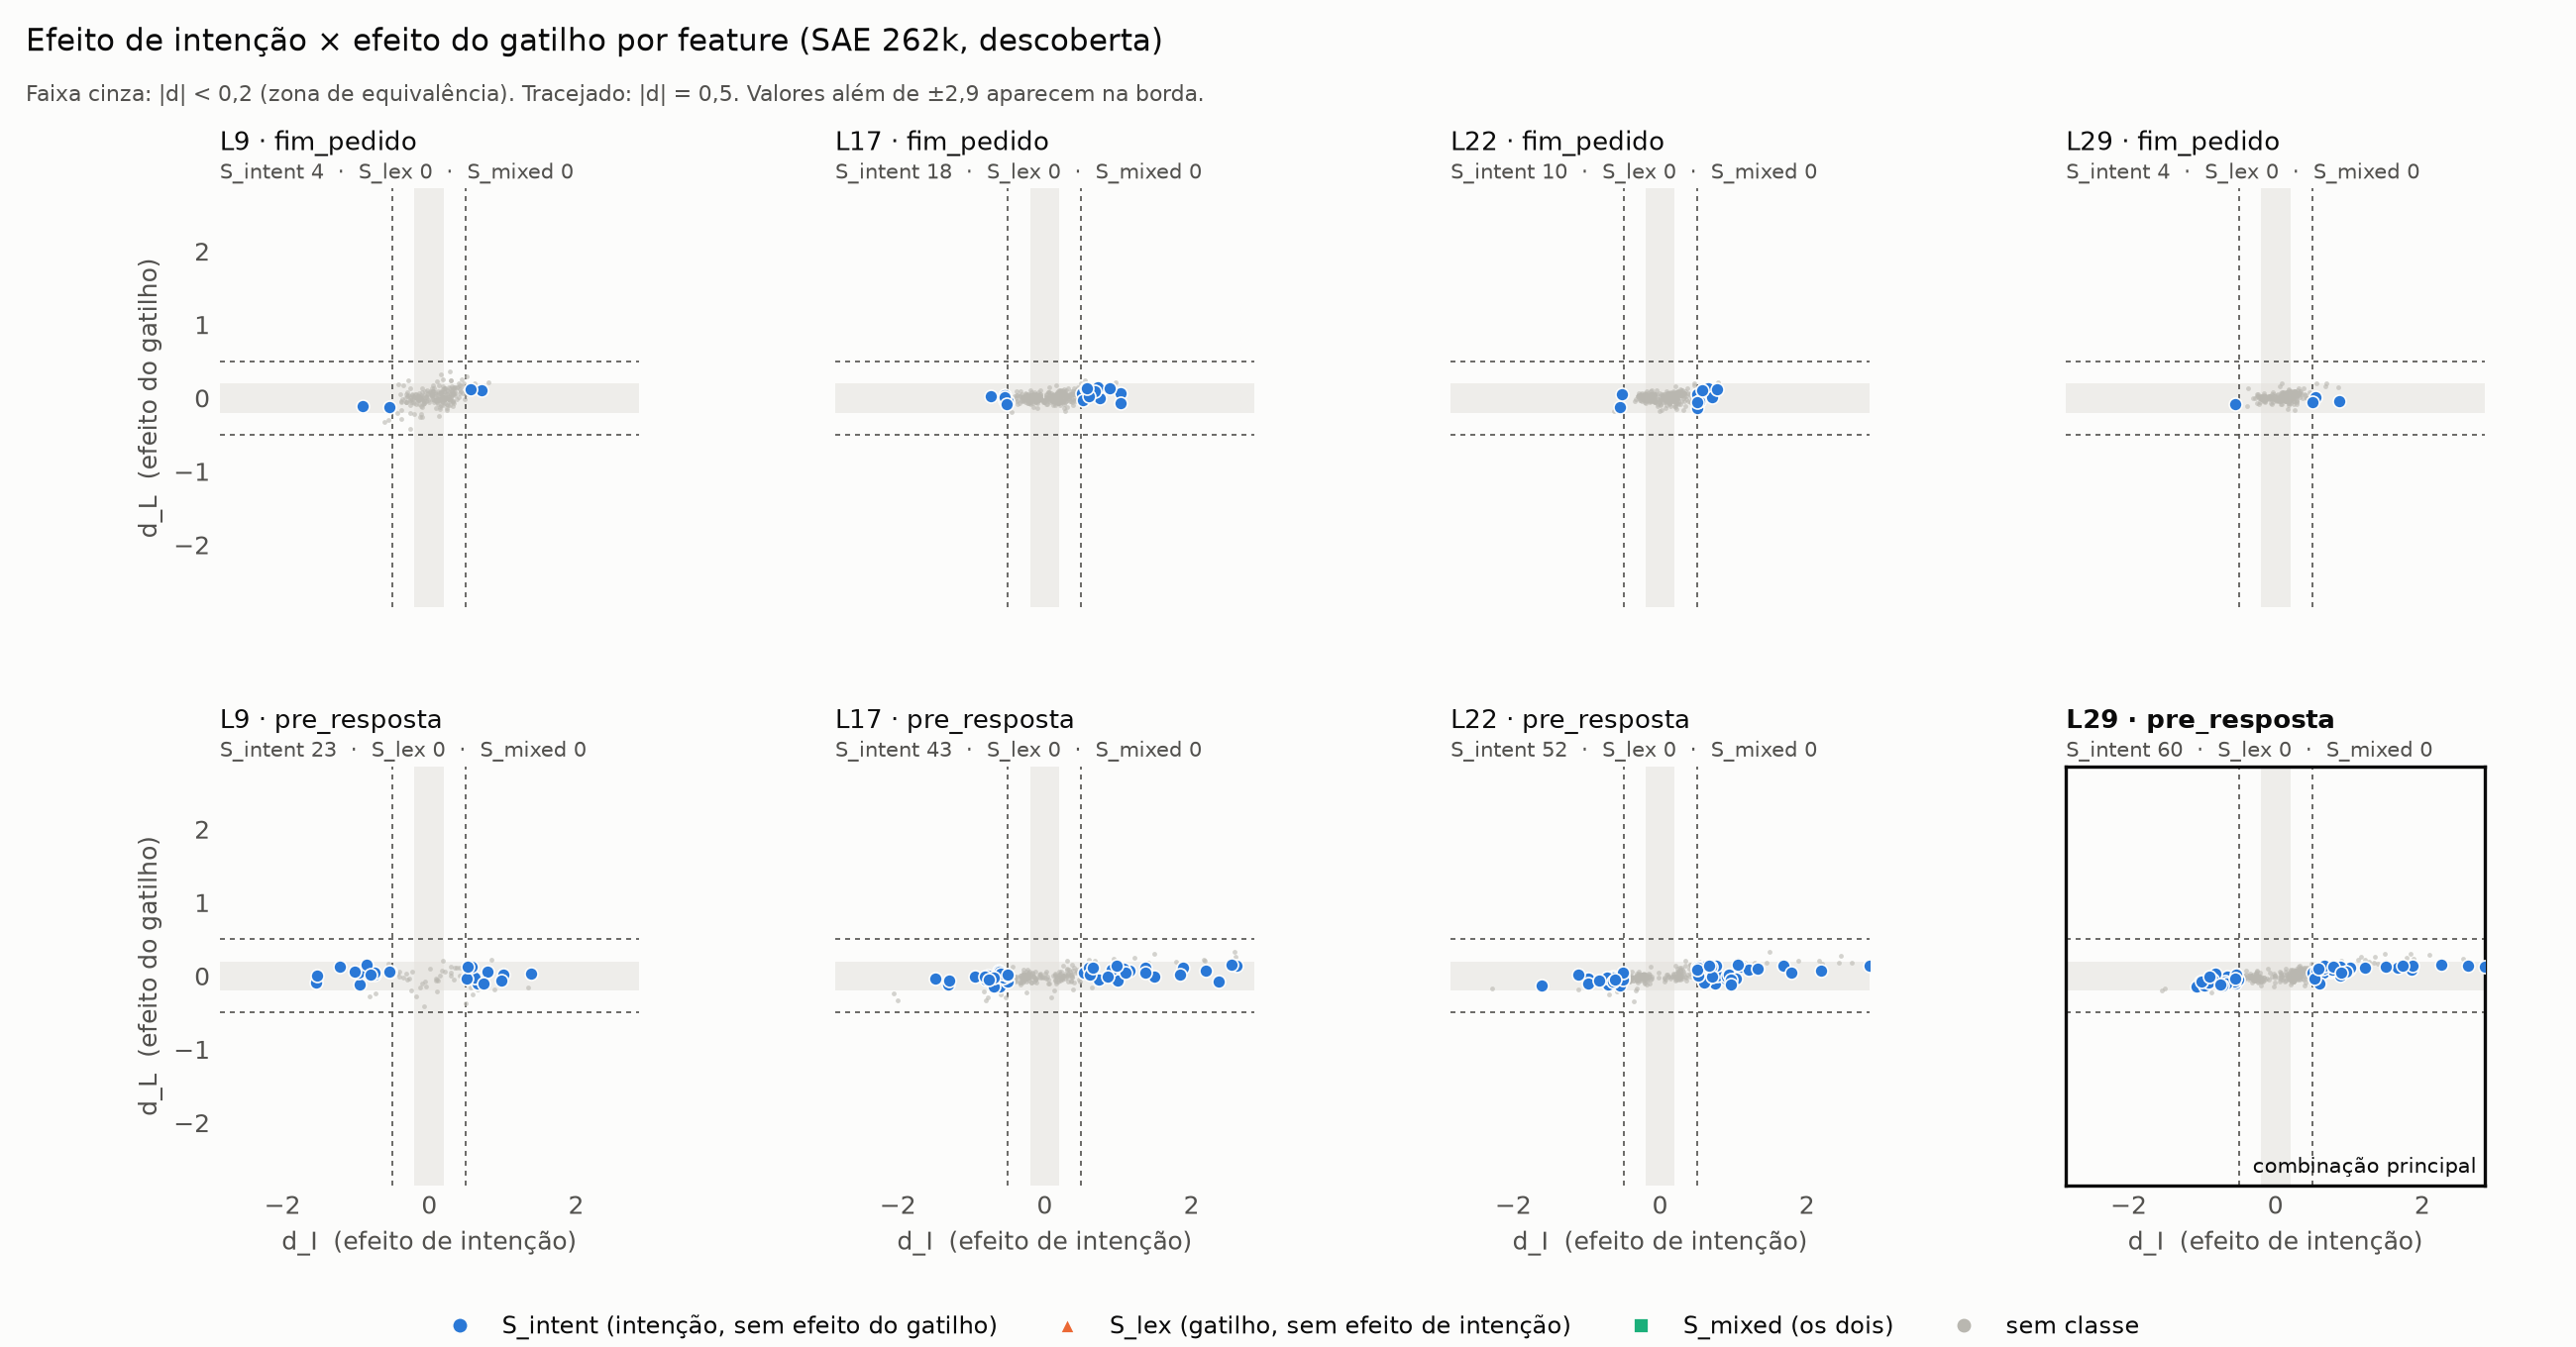 Efeito de intenção × efeito do gatilho por feature (SAE 262k, descoberta)
Faixa cinza: |d| < 0,2 (zona de equivalência). Tracejado: |d| = 0,5. Valores além de ±2,9 aparecem na borda.
L9 · fim_pedido
S_intent 4 · S_lex 0 · S_mixed 0
L17 · fim_pedido
S_intent 18 · S_lex 0 · S_mixed 0
L22 · fim_pedido
S_intent 10 · S_lex 0 · S_mixed 0
L29 · fim_pedido
S_intent 4 · S_lex 0 · S_mixed 0
d_L (efeito do gatilho)
2
1
0
−1
−2
L9 · pre_resposta
S_intent 23 · S_lex 0 · S_mixed 0
L17 · pre_resposta
S_intent 43 · S_lex 0 · S_mixed 0
L22 · pre_resposta
S_intent 52 · S_lex 0 · S_mixed 0
L29 · pre_resposta
S_intent 60 · S_lex 0 · S_mixed 0
d_L (efeito do gatilho)
2
1
0
−1
−2
combinação principal
−2 0 2
−2 0 2
−2 0 2
−2 0 2
d_I (efeito de intenção)
d_I (efeito de intenção)
d_I (efeito de intenção)
d_I (efeito de intenção)
S_intent (intenção, sem efeito do gatilho)
S_lex (gatilho, sem efeito de intenção)
S_mixed (os dois)
sem classe